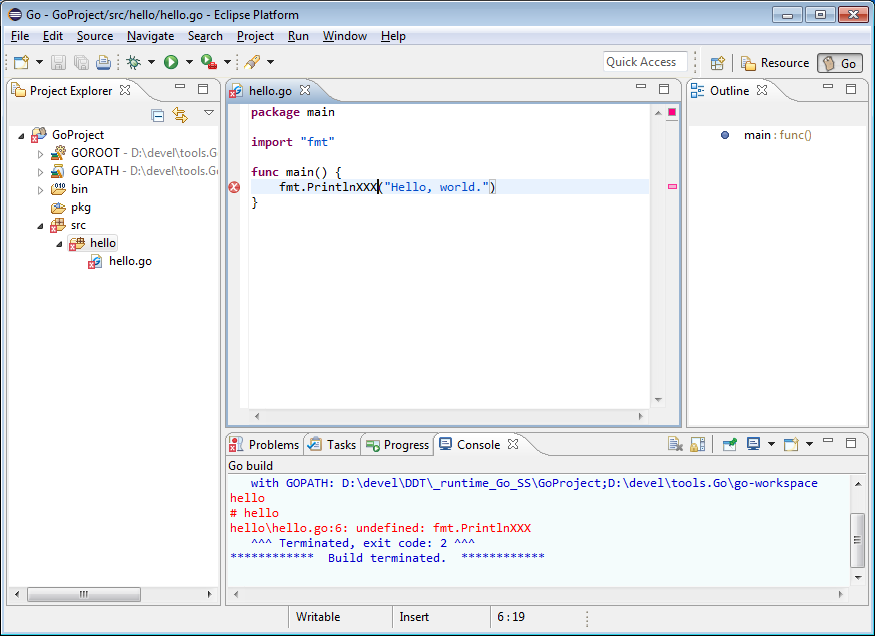 Go - GoProject/src/hello/hello.go - Eclipse Platform
File Edit Source Navigate Search Project Run Window Help
Quick Access Resource Go
Project Explorer
GoProject
GOROOT - D:\devel\tools.G
GOPATH - D:\devel\tools.Go
bin
pkg
src
hello
hello.go
hello.go
package main
import "fmt"
func main() {
fmt.PrintlnXXX("Hello, world.")
}
Outline
main : func()
Problems Tasks Progress Console
Go build
with GOPATH: D:\devel\DDT\_runtime_Go_SS\GoProject;D:\devel\tools.Go\go-workspace
hello
# hello
hello\hello.go:6: undefined: fmt.PrintlnXXX
^^^ Terminated, exit code: 2 ^^^
************ Build terminated. ************
Writable Insert 6 : 19